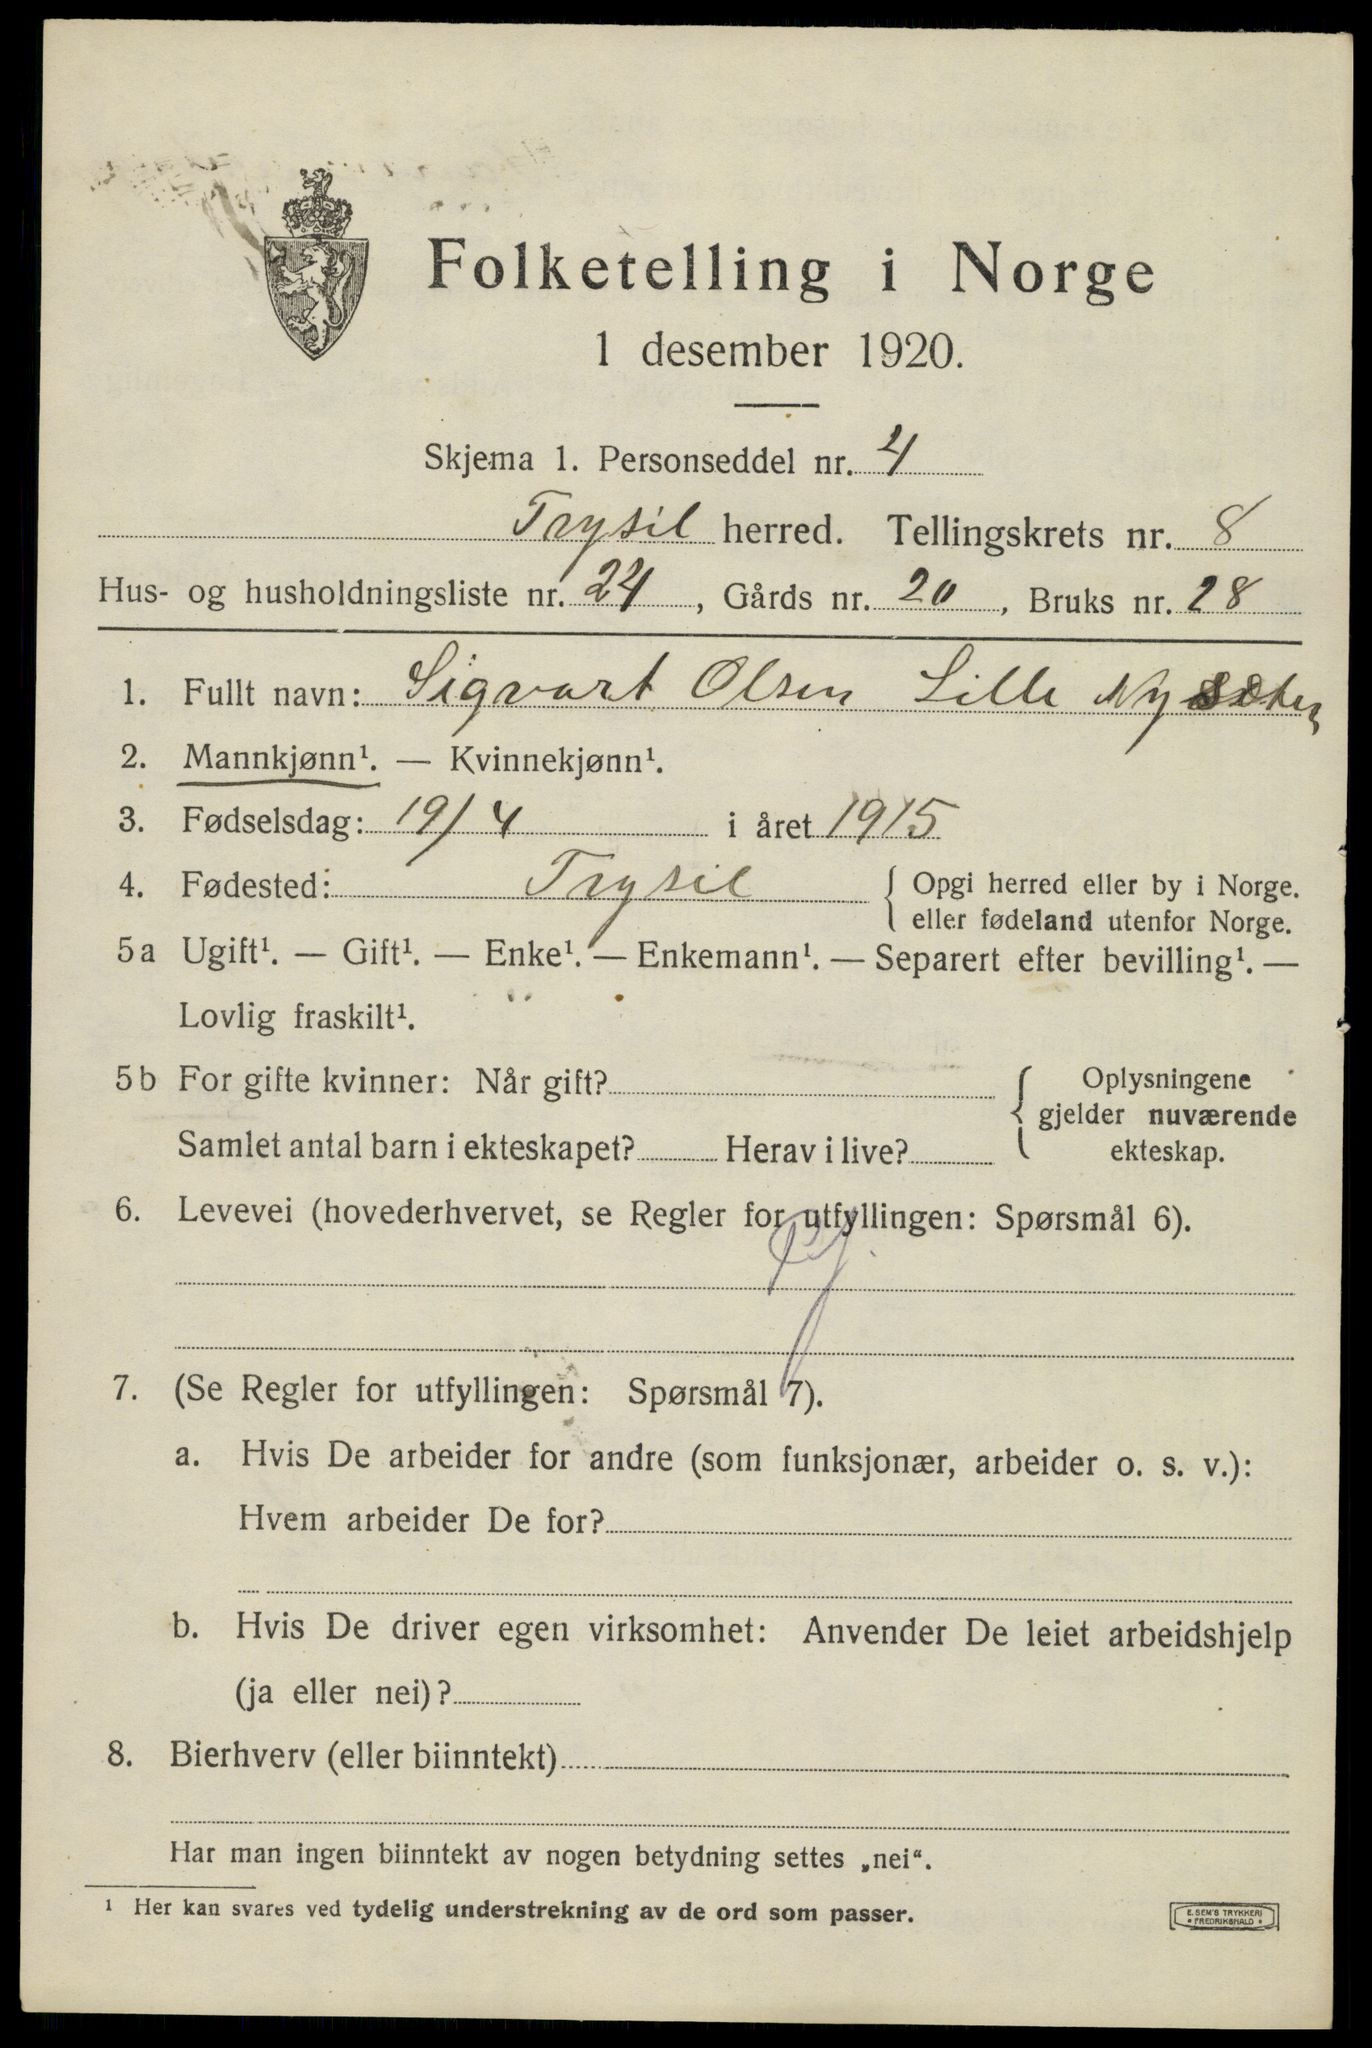 Folketelling i Norge
1 desember 1920.
Skjema 1. Personseddel nr. 4
Trysil herred. Tellingskrets nr. 8
Hus- og husholdningsliste nr. 24, Gårds nr. 20, Bruks nr. 28
1. Fullt navn: Sigvart Olsen Lille Nysæter
2. Mannkjønn¹. — Kvinnekjønn¹.
3. Fødselsdag: 19/4 i året 1915
4. Fødested: Trysil { Opgi herred eller by i Norge.
eller fødeland utenfor Norge.
5a Ugift¹. — Gift¹. — Enke¹. — Enkemann¹. — Separert efter bevilling¹. —
Lovlig fraskilt¹.
5b For gifte kvinner: Når gift? { Oplysningene
gjelder nuværende
Samlet antal barn i ekteskapet? Herav i live? ekteskap.
6. Levevei (hovederhvervet, se Regler for utfyllingen: Spørsmål 6).
7. (Se Regler for utfyllingen: Spørsmål 7).
a. Hvis De arbeider for andre (som funksjonær, arbeider o. s. v.):
Hvem arbeider De for?
b. Hvis De driver egen virksomhet: Anvender De leiet arbeidshjelp
(ja eller nei)?
8. Bierhverv (eller biinntekt)
Har man ingen biinntekt av nogen betydning settes „nei“.
¹ Her kan svares ved tydelig understrekning av de ord som passer.
E. SEM'S TRYKKERI
* FREDRIKSHALD *